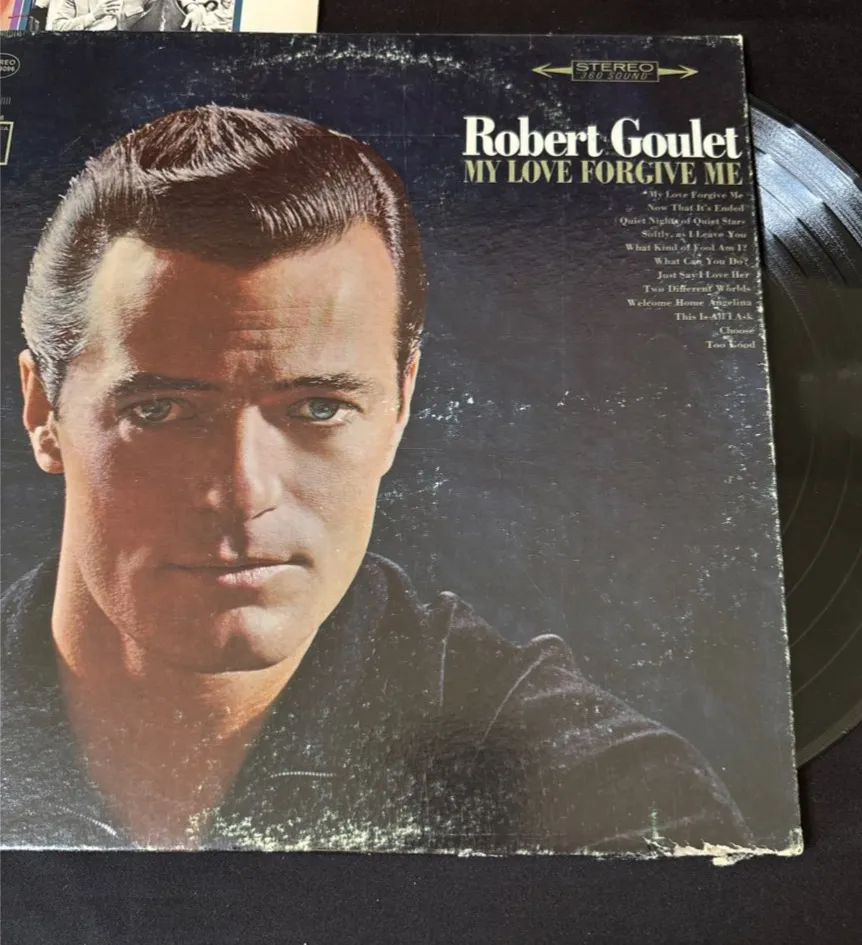 STEREO
360 SOUND
Robert Goulet
MY LOVE FORGIVE ME
My Love Forgive Me
Now That It's Ended
Quiet Nights of Quiet Stars
Softly, as I Leave You
What Kind of Fool Am I?
What Can You Do?
Just Say I Love Her
Two Different Worlds
Welcome Home Angelina
This Is All I Ask
Choose
Too Good